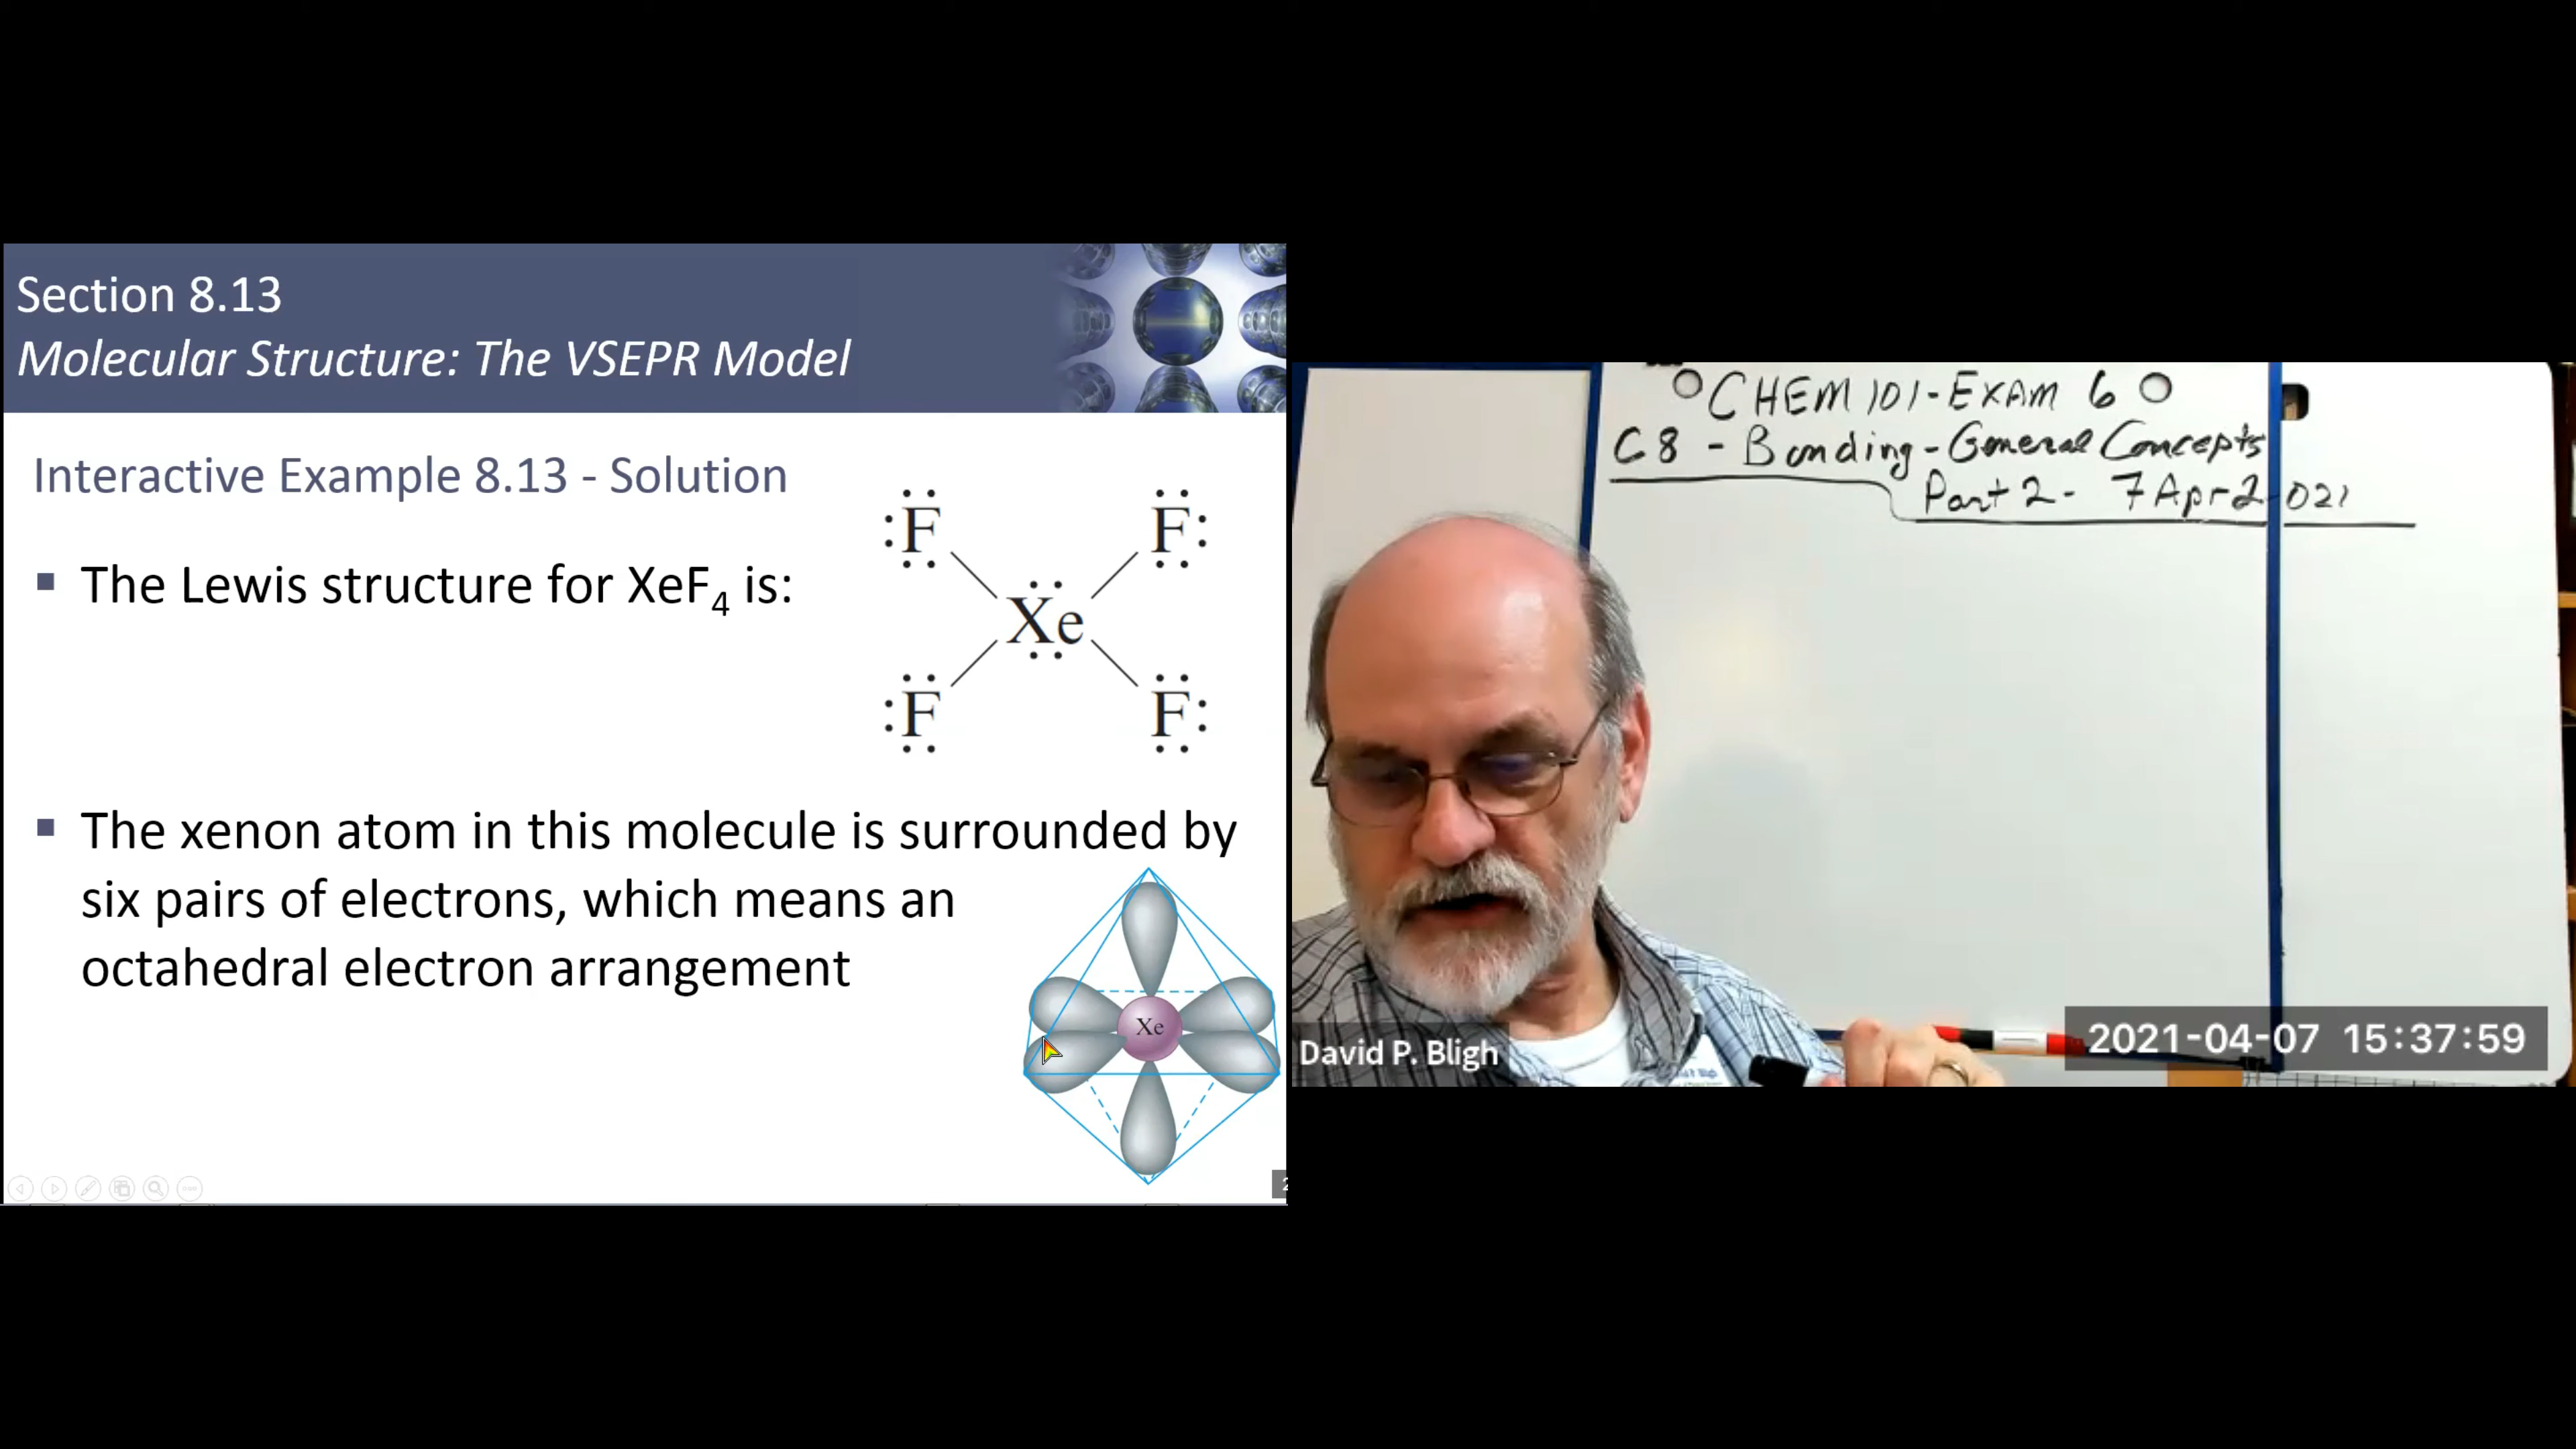 Section 8.13
Molecular Structure: The VSEPR Model
Interactive Example 8.13 - Solution
▪ The Lewis structure for XeF₄ is:
:F F:
Xe
:F F:
▪ The xenon atom in this molecule is surrounded by
six pairs of electrons, which means an
octahedral electron arrangement
Xe
CHEM 101-EXAM 6
C8 - Bonding - General Concepts
Part 2 - 7 Apr 2021
David P. Bligh
2021-04-07 15:37:59